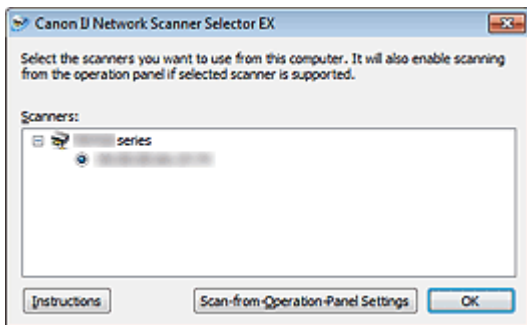 Canon IJ Network Scanner Selector EX
Select the scanners you want to use from this computer. It will also enable scanning
from the operation panel if selected scanner is supported.
Scanners:
series
Instructions
Scan-from-Operation-Panel Settings
OK